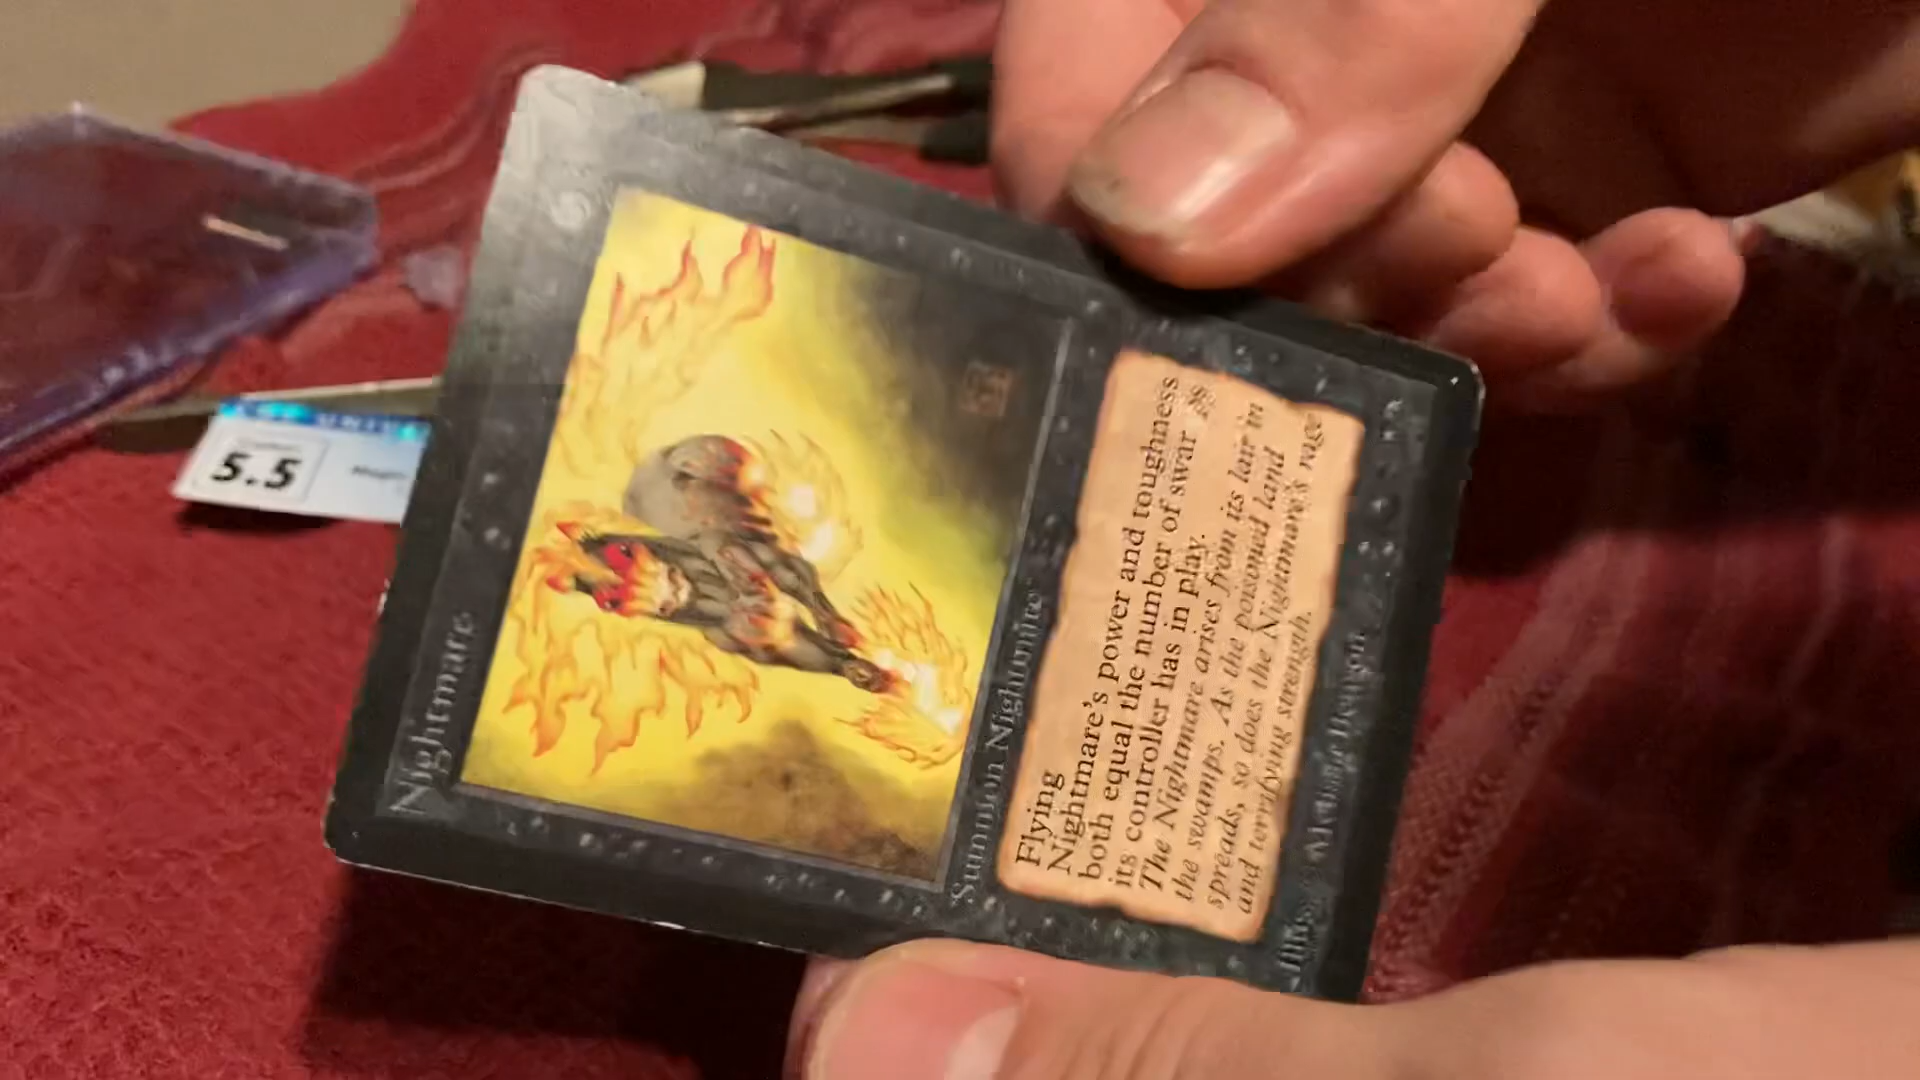 Nightmare
Summon Nightmare
Flying
Nightmare's power and toughness
both equal the number of swamps
its controller has in play.
The Nightmare arises from its lair in
the swamps. As the poisoned land
spreads, so does the Nightmare's rage
and terrifying strength.
Illus.
5.5